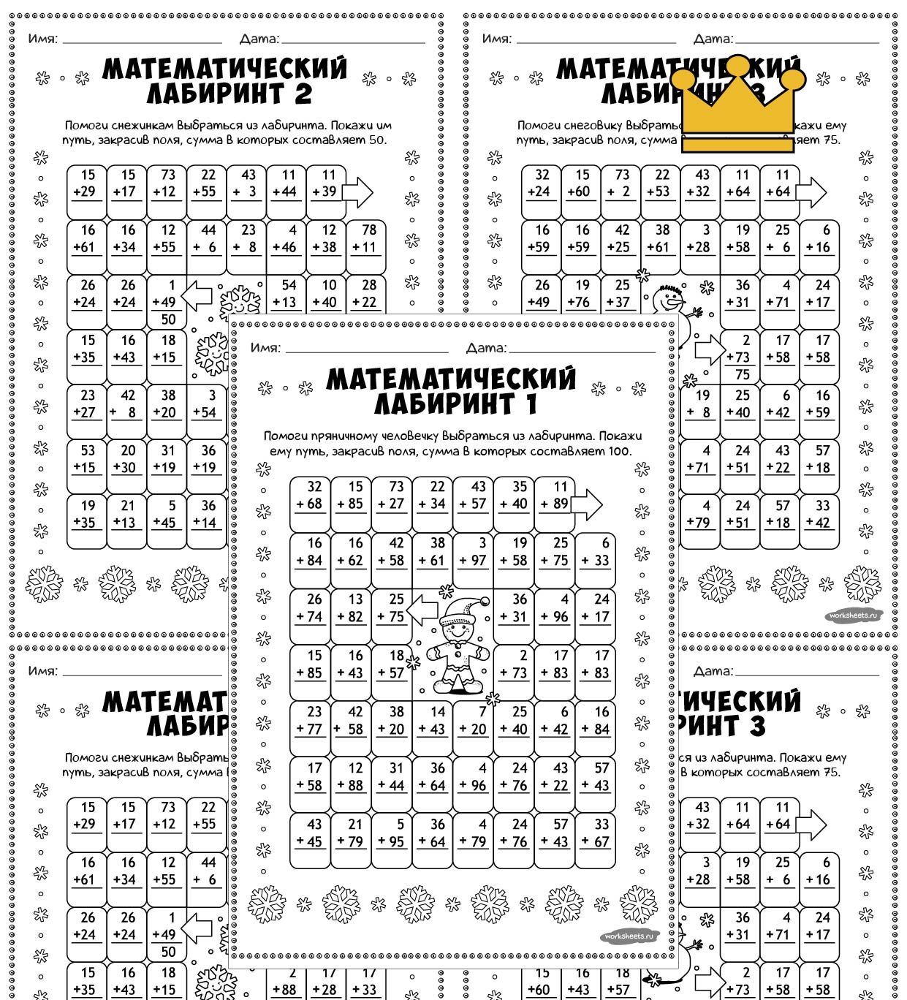 Имя: Дата:
МАТЕМАТИЧЕСКИЙ
ЛАБИРИНТ 2
Помоги снежинкам выбраться из лабиринта. Покажи им
путь, закрасив поля, сумма в которых составляет 50.
15 15 73 22 43 11 11
+29 +17 +12 +55 + 3 +44 +39
16 16 12 44 23 4 12 78
+61 +34 +55 + 6 + 8 +46 +38 +11
26 26 1 54 10 28
+24 +24 +49 +13 +40 +22
50
15 16 18
+35 +43 +15
23 42 38 3
+27 + 8 +20 +54
53 20 31 36
+15 +30 +19 +19
19 21 5 36
+35 +13 +45 +14
Имя: Дата:
МАТЕМАТИЧЕСКИЙ
3
Помоги снеговику ему
путь, закрасив поля, сумма 75.
32 15 73 22 43 11 11
+24 +60 + 2 +53 +32 +64 +64
16 16 42 38 3 19 25 6
+59 +59 +25 +61 +28 +58 + 6 +16
26 19 25 36 4 24
+49 +76 +37 +31 +71 +17
2 17 17
+73 +58 +58
75
19 25 6 16
+ 8 +40 +42 +59
4 24 43 57
+71 +51 +22 +18
4 24 57 33
+79 +51 +18 +42
worksheets.ru
Имя: Дата:
МАТЕМАТИЧЕСКИЙ
ЛАБИРИНТ 1
Помоги пряничному человечку выбраться из лабиринта. Покажи
ему путь, закрасив поля, сумма в которых составляет 100.
32 15 73 22 43 35 11
+ 68 + 85 + 27 + 34 + 57 + 40 + 89
16 16 42 38 3 19 25 6
+ 84 + 62 + 58 + 61 + 97 + 58 + 75 + 33
26 13 25 36 4 24
+ 74 + 82 + 75 + 31 + 96 + 17
15 16 18 2 17 17
+ 85 + 43 + 57 + 73 + 83 + 83
23 42 38 14 7 25 6 16
+ 77 + 58 + 20 + 43 + 20 + 40 + 42 + 84
17 12 31 36 4 24 43 57
+ 58 + 88 + 44 + 64 + 96 + 76 + 22 + 43
43 21 5 36 4 24 57 33
+ 45 + 79 + 95 + 64 + 79 + 76 + 43 + 67
worksheets.ru
Имя:
Помоги снежинкам
путь, закрасив поля, сумма
15 15 73 22
+29 +17 +12 +55
16 16 12 44
+61 +34 +55 + 6
26 26 1
+24 +24 +49
50
15 16 18 2 17 17
+35 +43 +15 +88 +28 +33
Дата:
3
из лабиринта. Покажи ему
в которых составляет 75.
43 11 11
+32 +64 +64
3 19 25 6
+28 +58 + 6 +16
36 4 24
+31 +71 +17
15 16 18 2 17 17
+60 +43 +57 +73 +58 +58